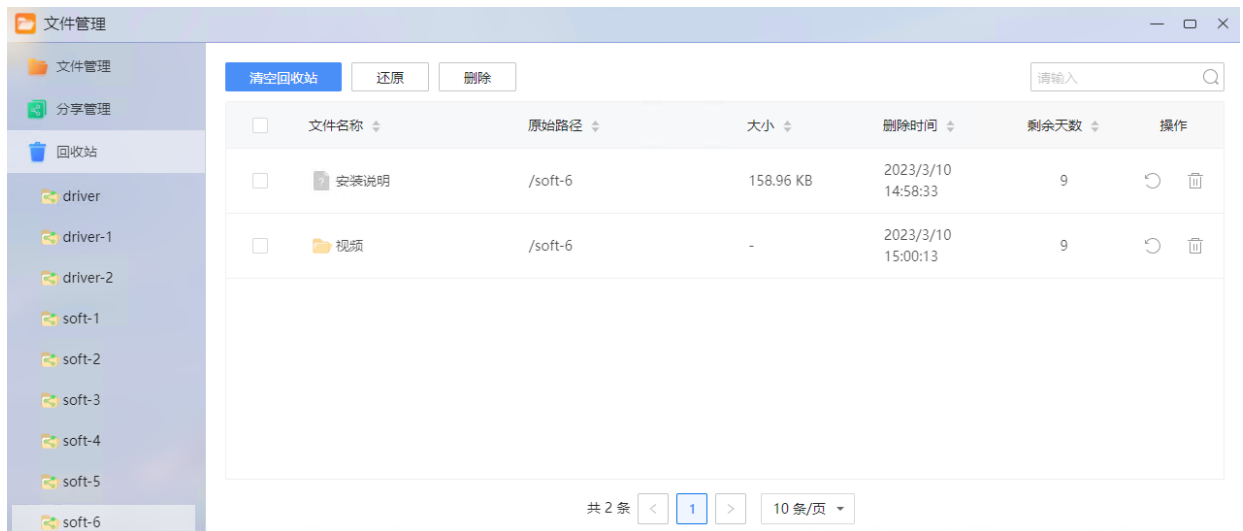 文件管理
文件管理
分享管理
回收站
driver
driver-1
driver-2
soft-1
soft-2
soft-3
soft-4
soft-5
soft-6
清空回收站 还原 删除 请输入
文件名称 原始路径 大小 删除时间 剩余天数 操作
安装说明 /soft-6 158.96 KB 2023/3/10 14:58:33 9
视频 /soft-6 - 2023/3/10 15:00:13 9
共 2 条 < 1 > 10 条/页